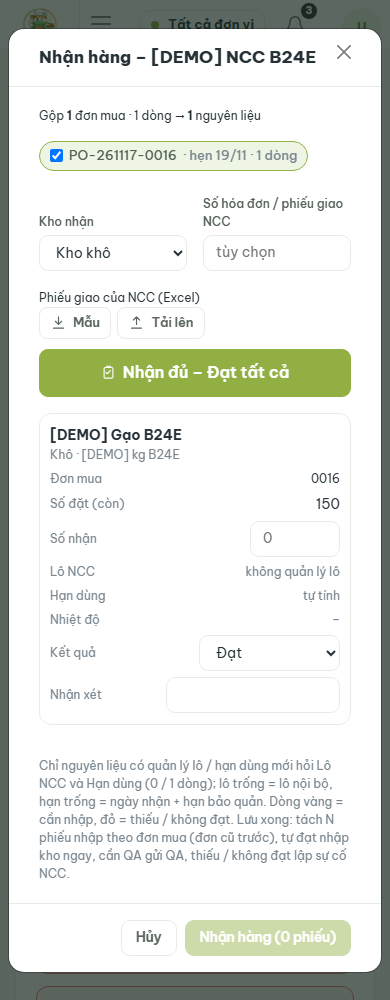 Tất cả đơn vị
3
Nhận hàng – [DEMO] NCC B24E
Gộp 1 đơn mua · 1 dòng → 1 nguyên liệu
PO-261117-0016 · hẹn 19/11 · 1 dòng
Kho nhận
Số hóa đơn / phiếu giao NCC
Kho khô
tùy chọn
Phiếu giao của NCC (Excel)
Mẫu
Tải lên
Nhận đủ – Đạt tất cả
[DEMO] Gạo B24E
Khô · [DEMO] kg B24E
Đơn mua 0016
Số đặt (còn) 150
Số nhận 0
Lô NCC không quản lý lô
Hạn dùng tự tính
Nhiệt độ –
Kết quả Đạt
Nhận xét
Chỉ nguyên liệu có quản lý lô / hạn dùng mới hỏi Lô
NCC và Hạn dùng (0 / 1 dòng); lô trống = lô nội bộ,
hạn trống = ngày nhận + hạn bảo quản. Dòng vàng =
cần nhập, đỏ = thiếu / không đạt. Lưu xong: tách N
phiếu nhập theo đơn mua (đơn cũ trước), tự đạt nhập
kho ngay, cần QA gửi QA, thiếu / không đạt lập sự cố
NCC.
Hủy
Nhận hàng (0 phiếu)